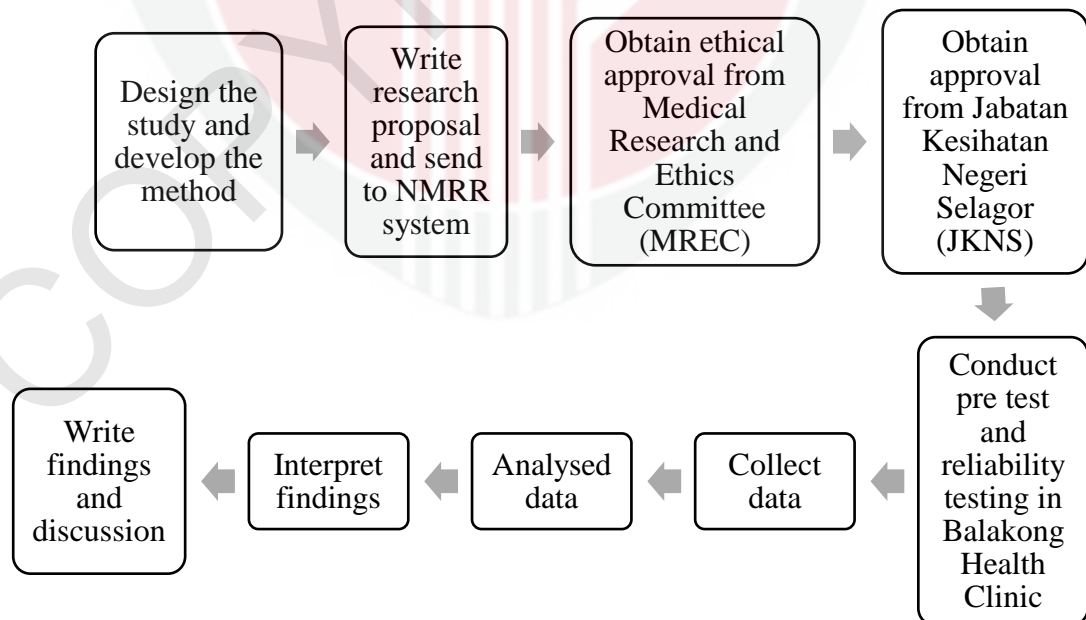 Design the
study and
develop the
method
Write
research
proposal
and send
to NMRR
system
Obtain ethical
approval from
Medical
Research and
Ethics
Committee
(MREC)
Obtain
approval
from Jabatan
Kesihatan
Negeri
Selagor
(JKNS)
Conduct
pre test
and
reliability
testing in
Balakong
Health
Clinic
Collect
data
Analysed
data
Interpret
findings
Write
findings
and
discussion
COPY